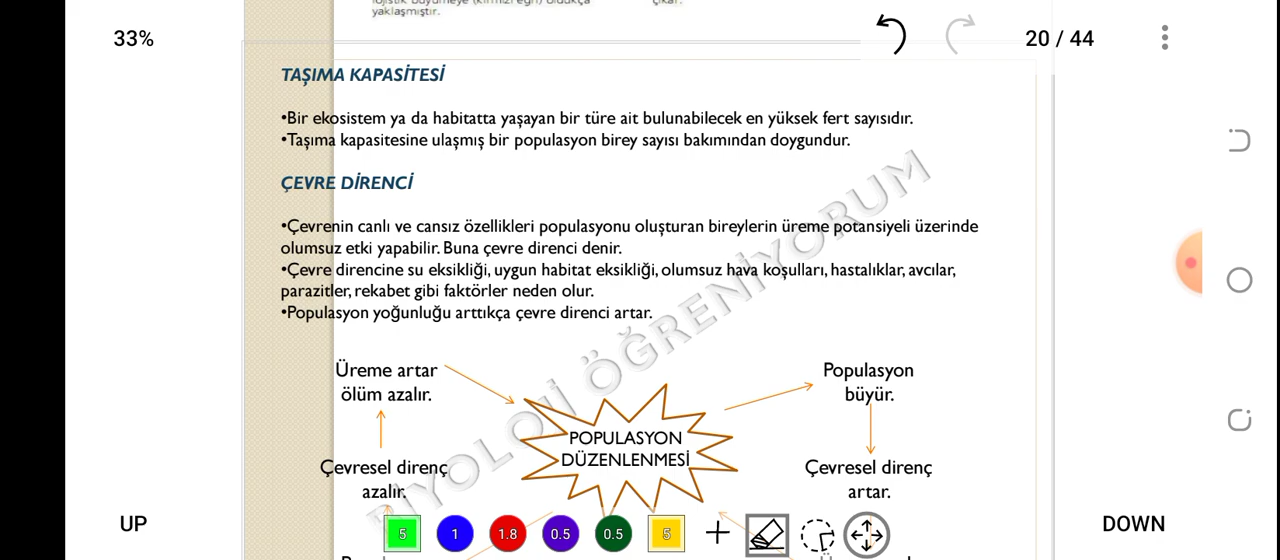 yaklaşmıştır.
çıkar.
33%
20 / 44
TAŞIMA KAPASİTESİ
•Bir ekosistem ya da habitatta yaşayan bir türe ait bulunabilecek en yüksek fert sayısıdır.
•Taşıma kapasitesine ulaşmış bir populasyon birey sayısı bakımından doygundur.
ÇEVRE DİRENCİ
•Çevrenin canlı ve cansız özellikleri populasyonu oluşturan bireylerin üreme potansiyeli üzerinde
olumsuz etki yapabilir. Buna çevre direnci denir.
•Çevre direncine su eksikliği, uygun habitat eksikliği, olumsuz hava koşulları, hastalıklar, avcılar,
parazitler, rekabet gibi faktörler neden olur.
•Populasyon yoğunluğu arttıkça çevre direnci artar.
BİYOLOJİ ÖĞRENİYORUM
Üreme artar
ölüm azalır.
Populasyon
büyür.
POPULASYON
DÜZENLENMESİ
Çevresel direnç
azalır.
Çevresel direnç
artar.
UP
5
1
1.8
0.5
0.5
5
DOWN